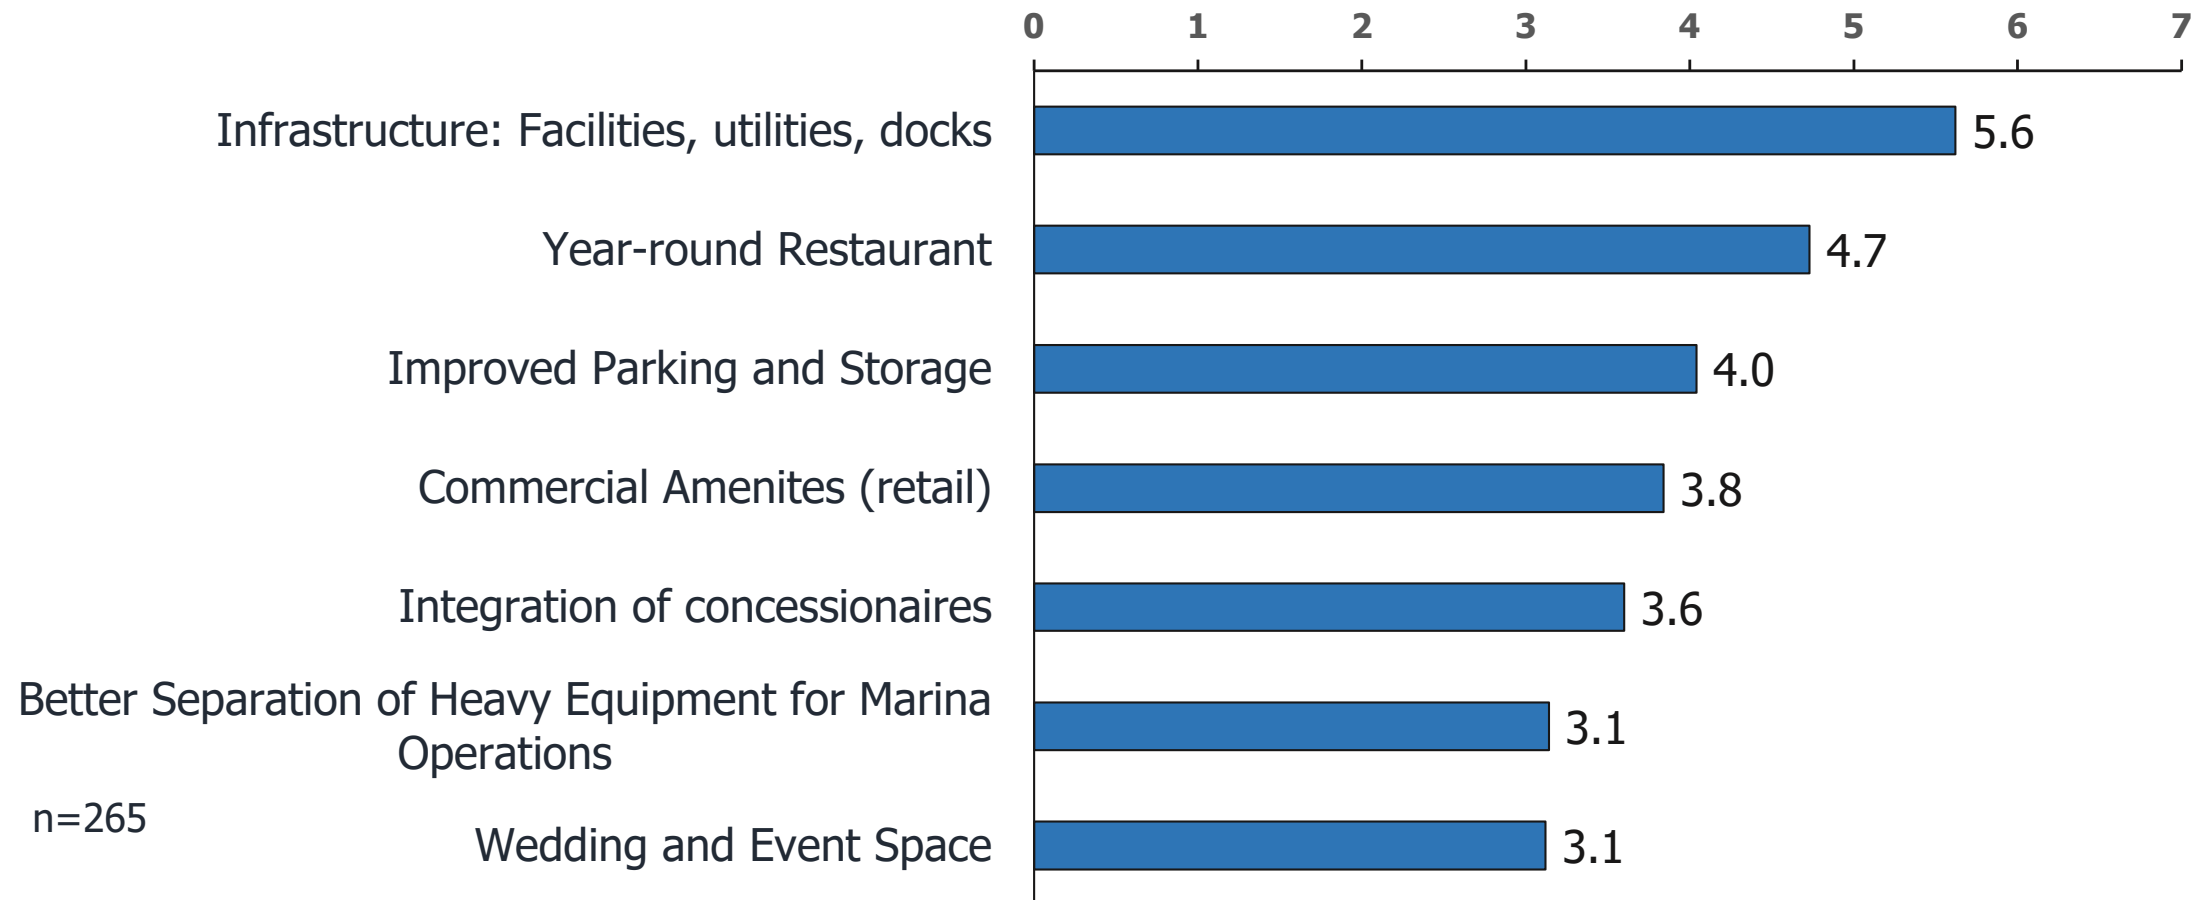 0 1 2 3 4 5 6 7
Infrastructure: Facilities, utilities, docks 5.6
Year-round Restaurant 4.7
Improved Parking and Storage 4.0
Commercial Amenites (retail) 3.8
Integration of concessionaires 3.6
Better Separation of Heavy Equipment for Marina
Operations 3.1
n=265
Wedding and Event Space 3.1